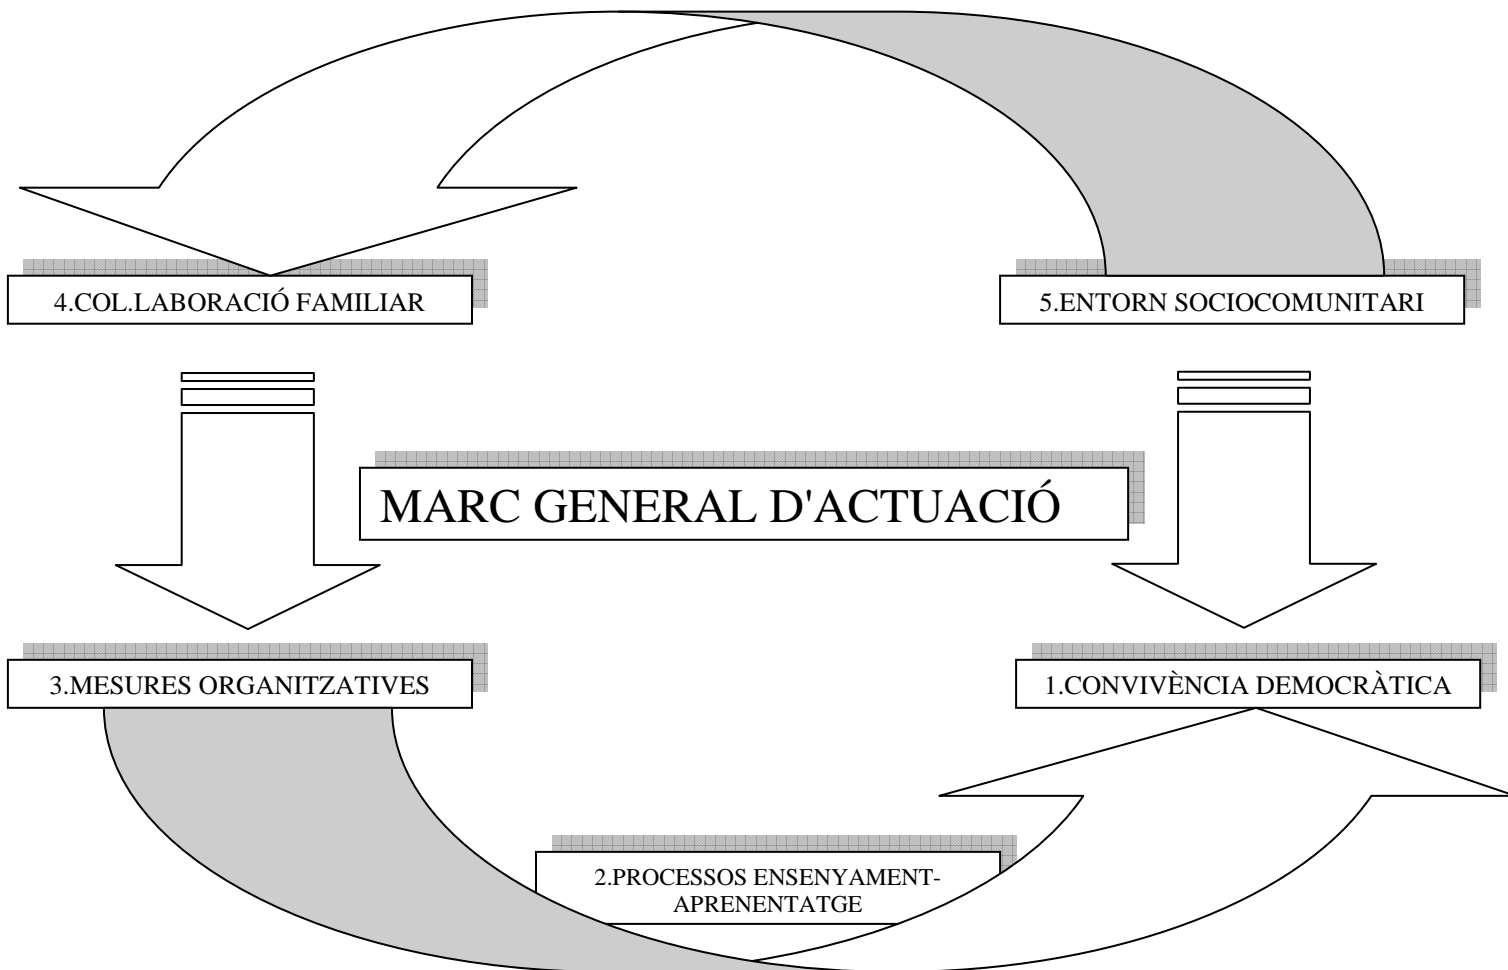 4.COL.LABORACIÓ FAMILIAR
5.ENTORN SOCIOCOMUNITARI
MARC GENERAL D'ACTUACIÓ
3.MESURES ORGANITZATIVES
1.CONVIVÈNCIA DEMOCRÀTICA
2.PROCESSOS ENSENYAMENT-
APRENENTATGE